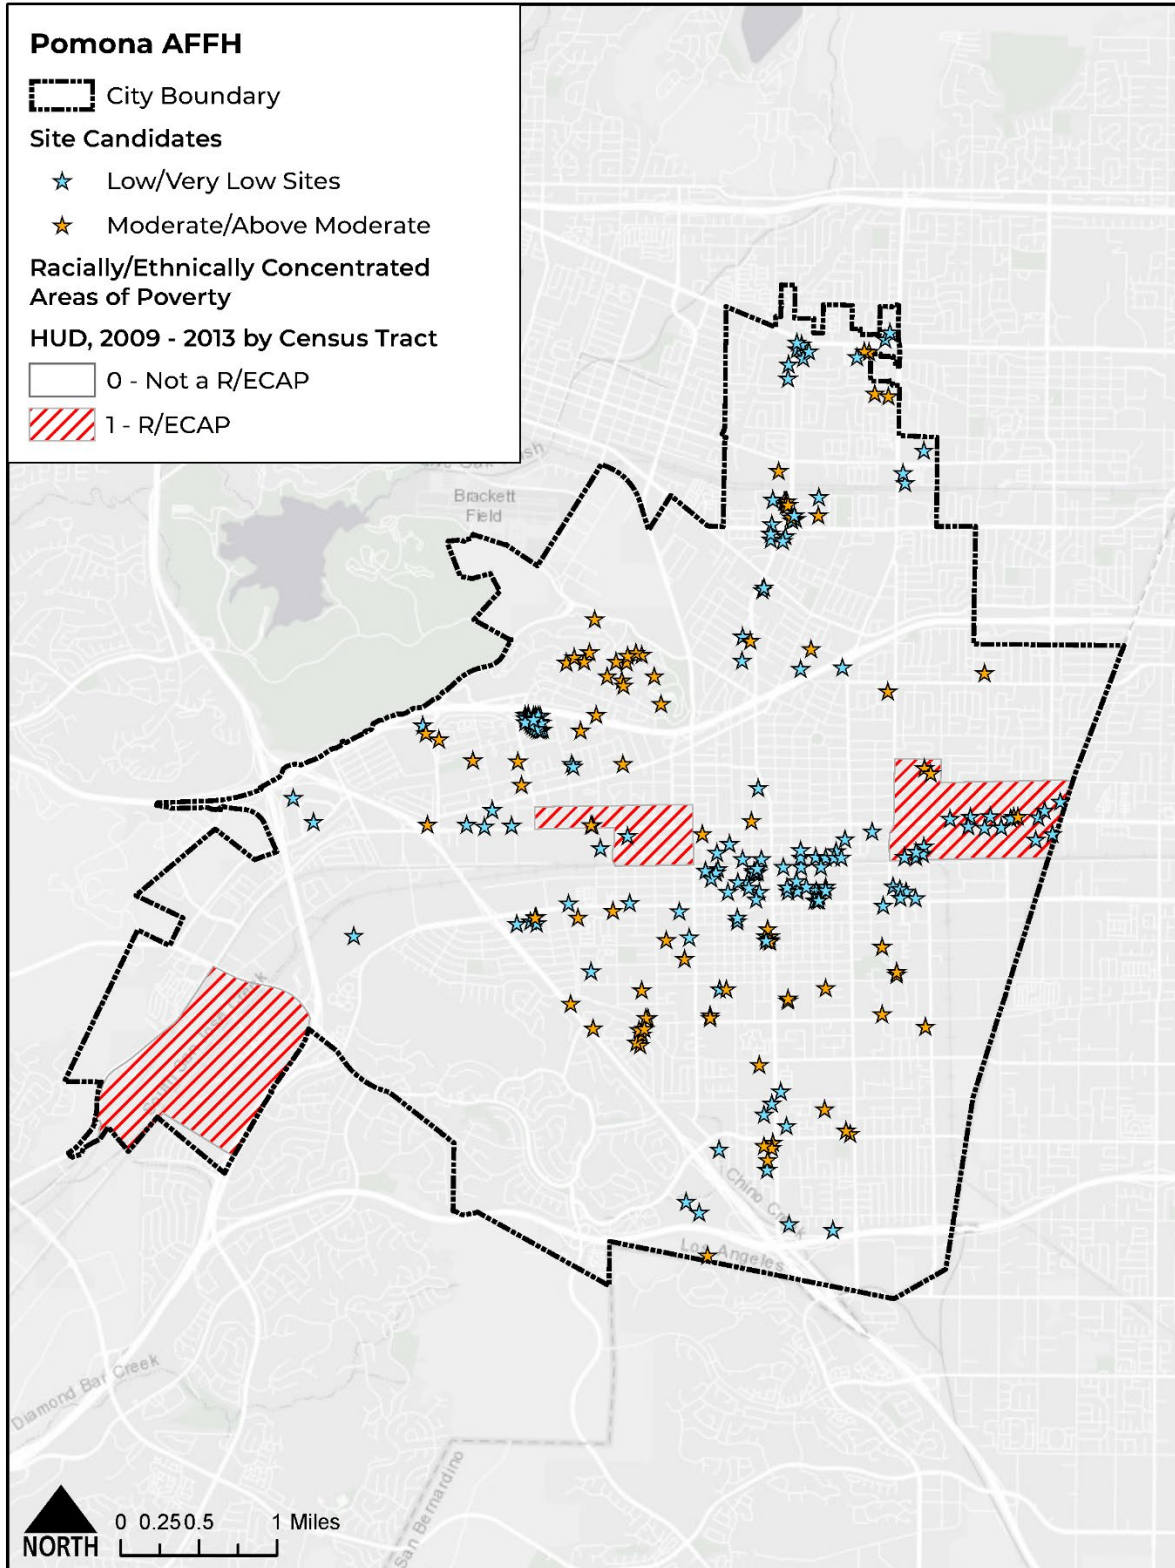 Pomona AFFH
City Boundary
Site Candidates
Low/Very Low Sites
Moderate/Above Moderate
Racially/Ethnically Concentrated
Areas of Poverty
HUD, 2009 - 2013 by Census Tract
0 - Not a R/ECAP
1 - R/ECAP
Brackett
Field
Creek
Chino Creek
Los Angeles
Diamond Bar Creek
San Bernardino
NORTH
0 0.25 0.5 1 Miles